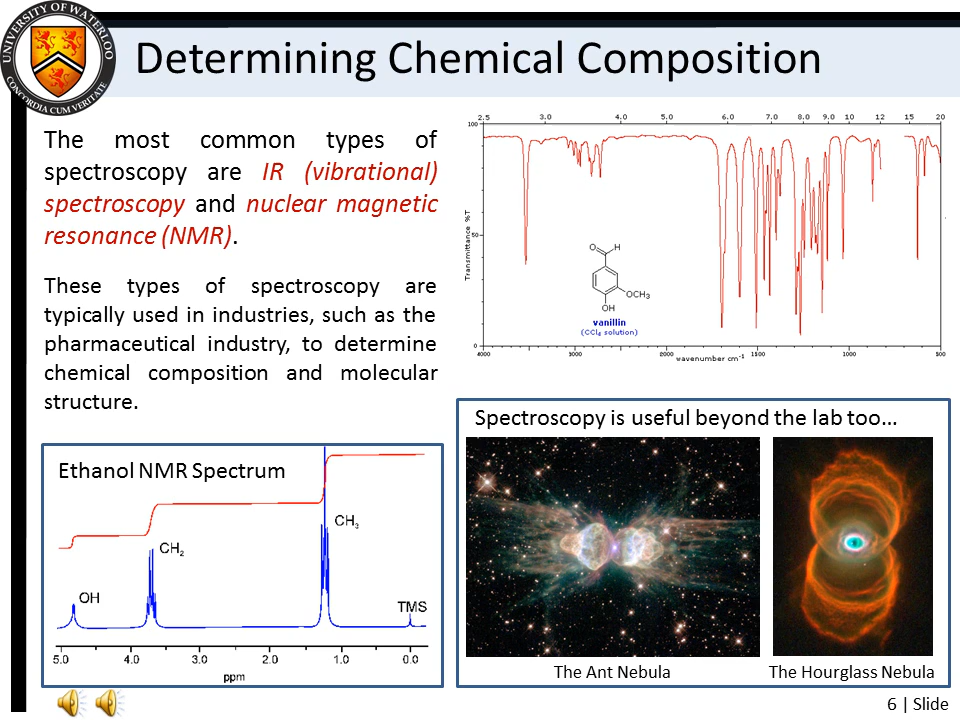 UNIVERSITY OF WATERLOO
CONCORDIA CUM VERITATE
Determining Chemical Composition
The most common types of
spectroscopy are IR (vibrational)
spectroscopy and nuclear magnetic
resonance (NMR).
These types of spectroscopy are
typically used in industries, such as the
pharmaceutical industry, to determine
chemical composition and molecular
structure.
2.5 3.0 4.0 5.0 6.0 7.0 8.0 9.0 10 12 15 20
100
50
0
Transmittance %T
O H
OCH3
OH
vanillin
(CCl4 solution)
4000 3000 2000 1500 1000 500
wavenumber cm-1
Ethanol NMR Spectrum
CH3
CH2
OH
TMS
5.0 4.0 3.0 2.0 1.0 0.0
ppm
Spectroscopy is useful beyond the lab too...
The Ant Nebula
The Hourglass Nebula
6 | Slide